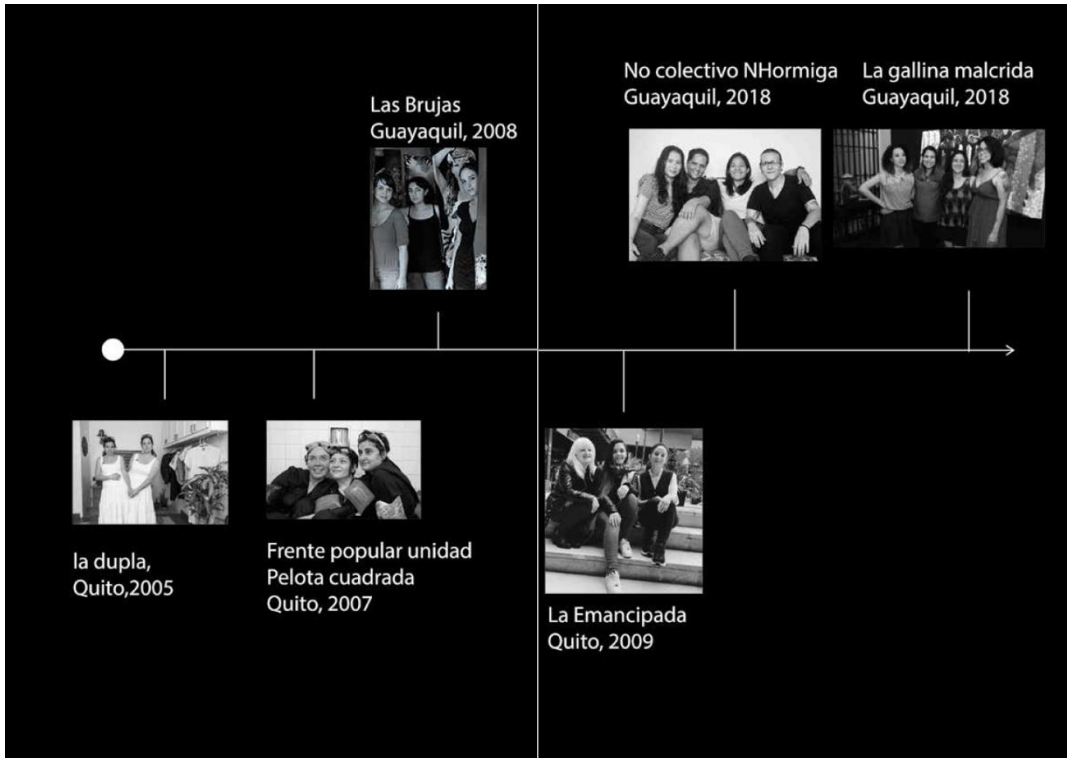 Las Brujas
Guayaquil, 2008
No colectivo NHormiga
Guayaquil, 2018
La gallina malcrida
Guayaquil, 2018
la dupla,
Quito,2005
Frente popular unidad
Pelota cuadrada
Quito, 2007
La Emancipada
Quito, 2009